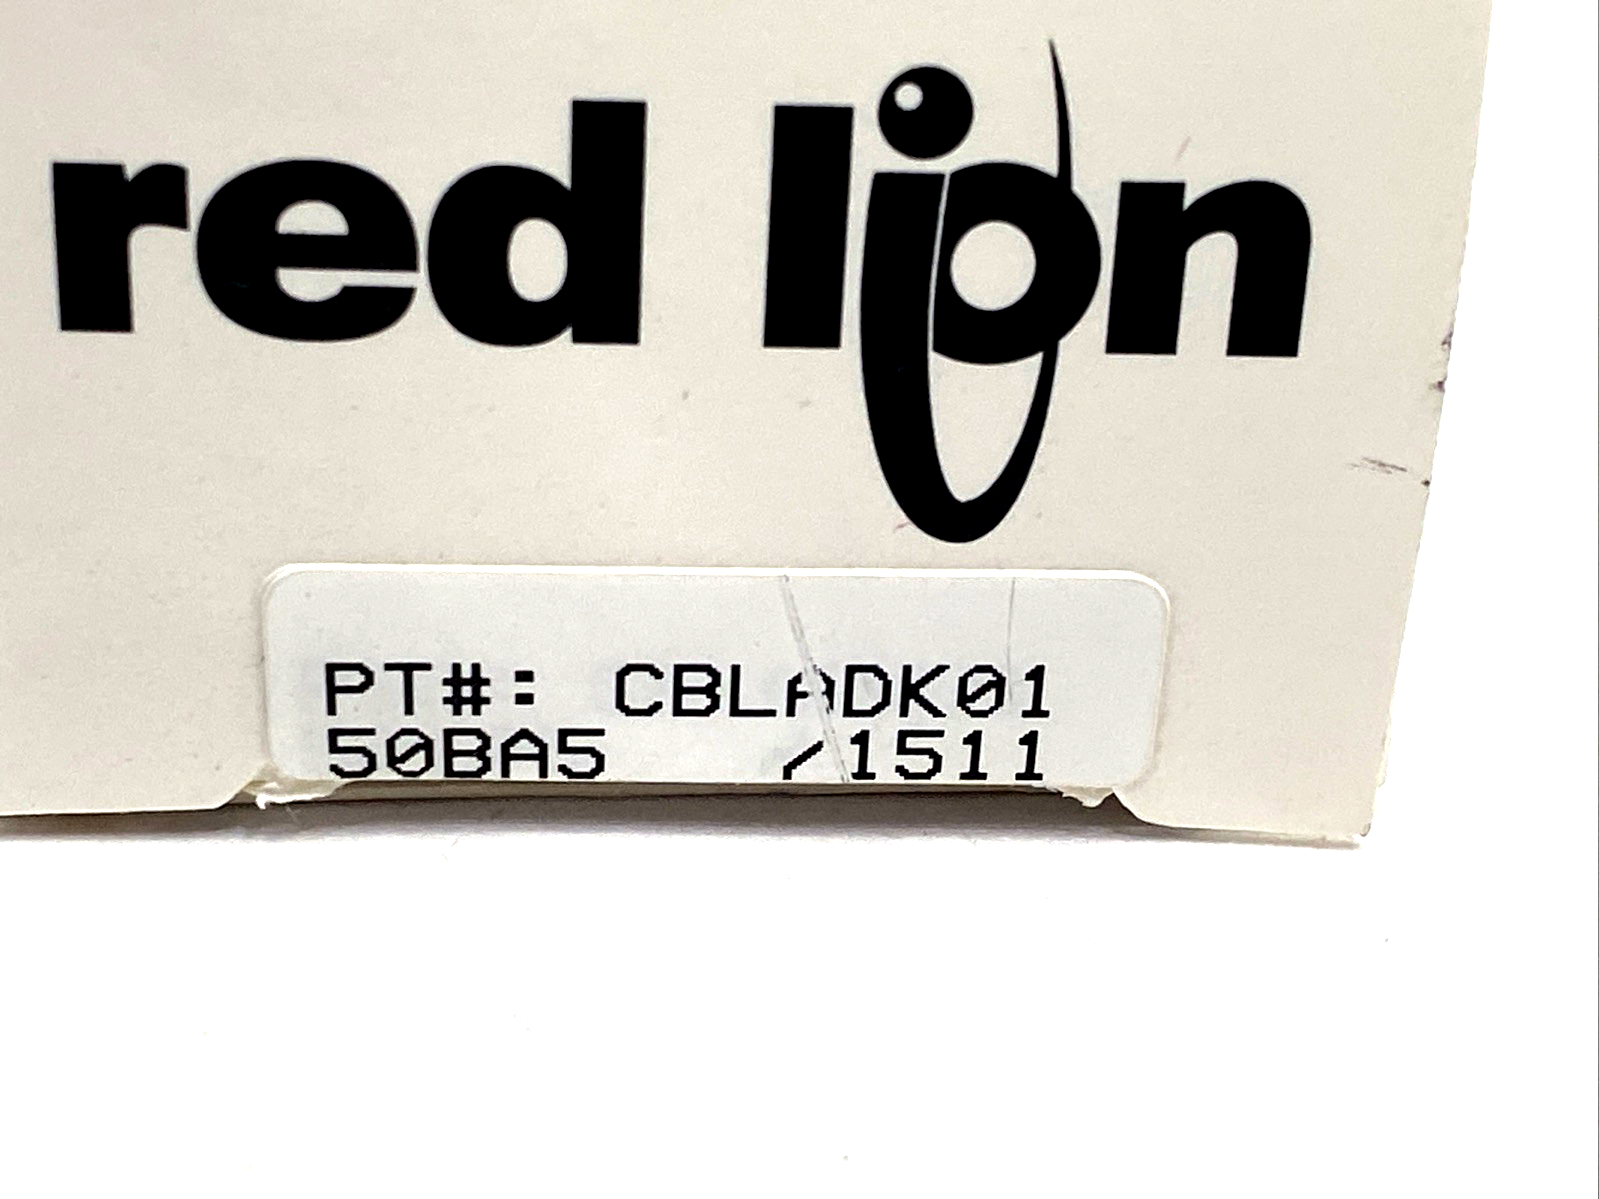 red lion
PT#: CBLADK01
50BA5 /1511